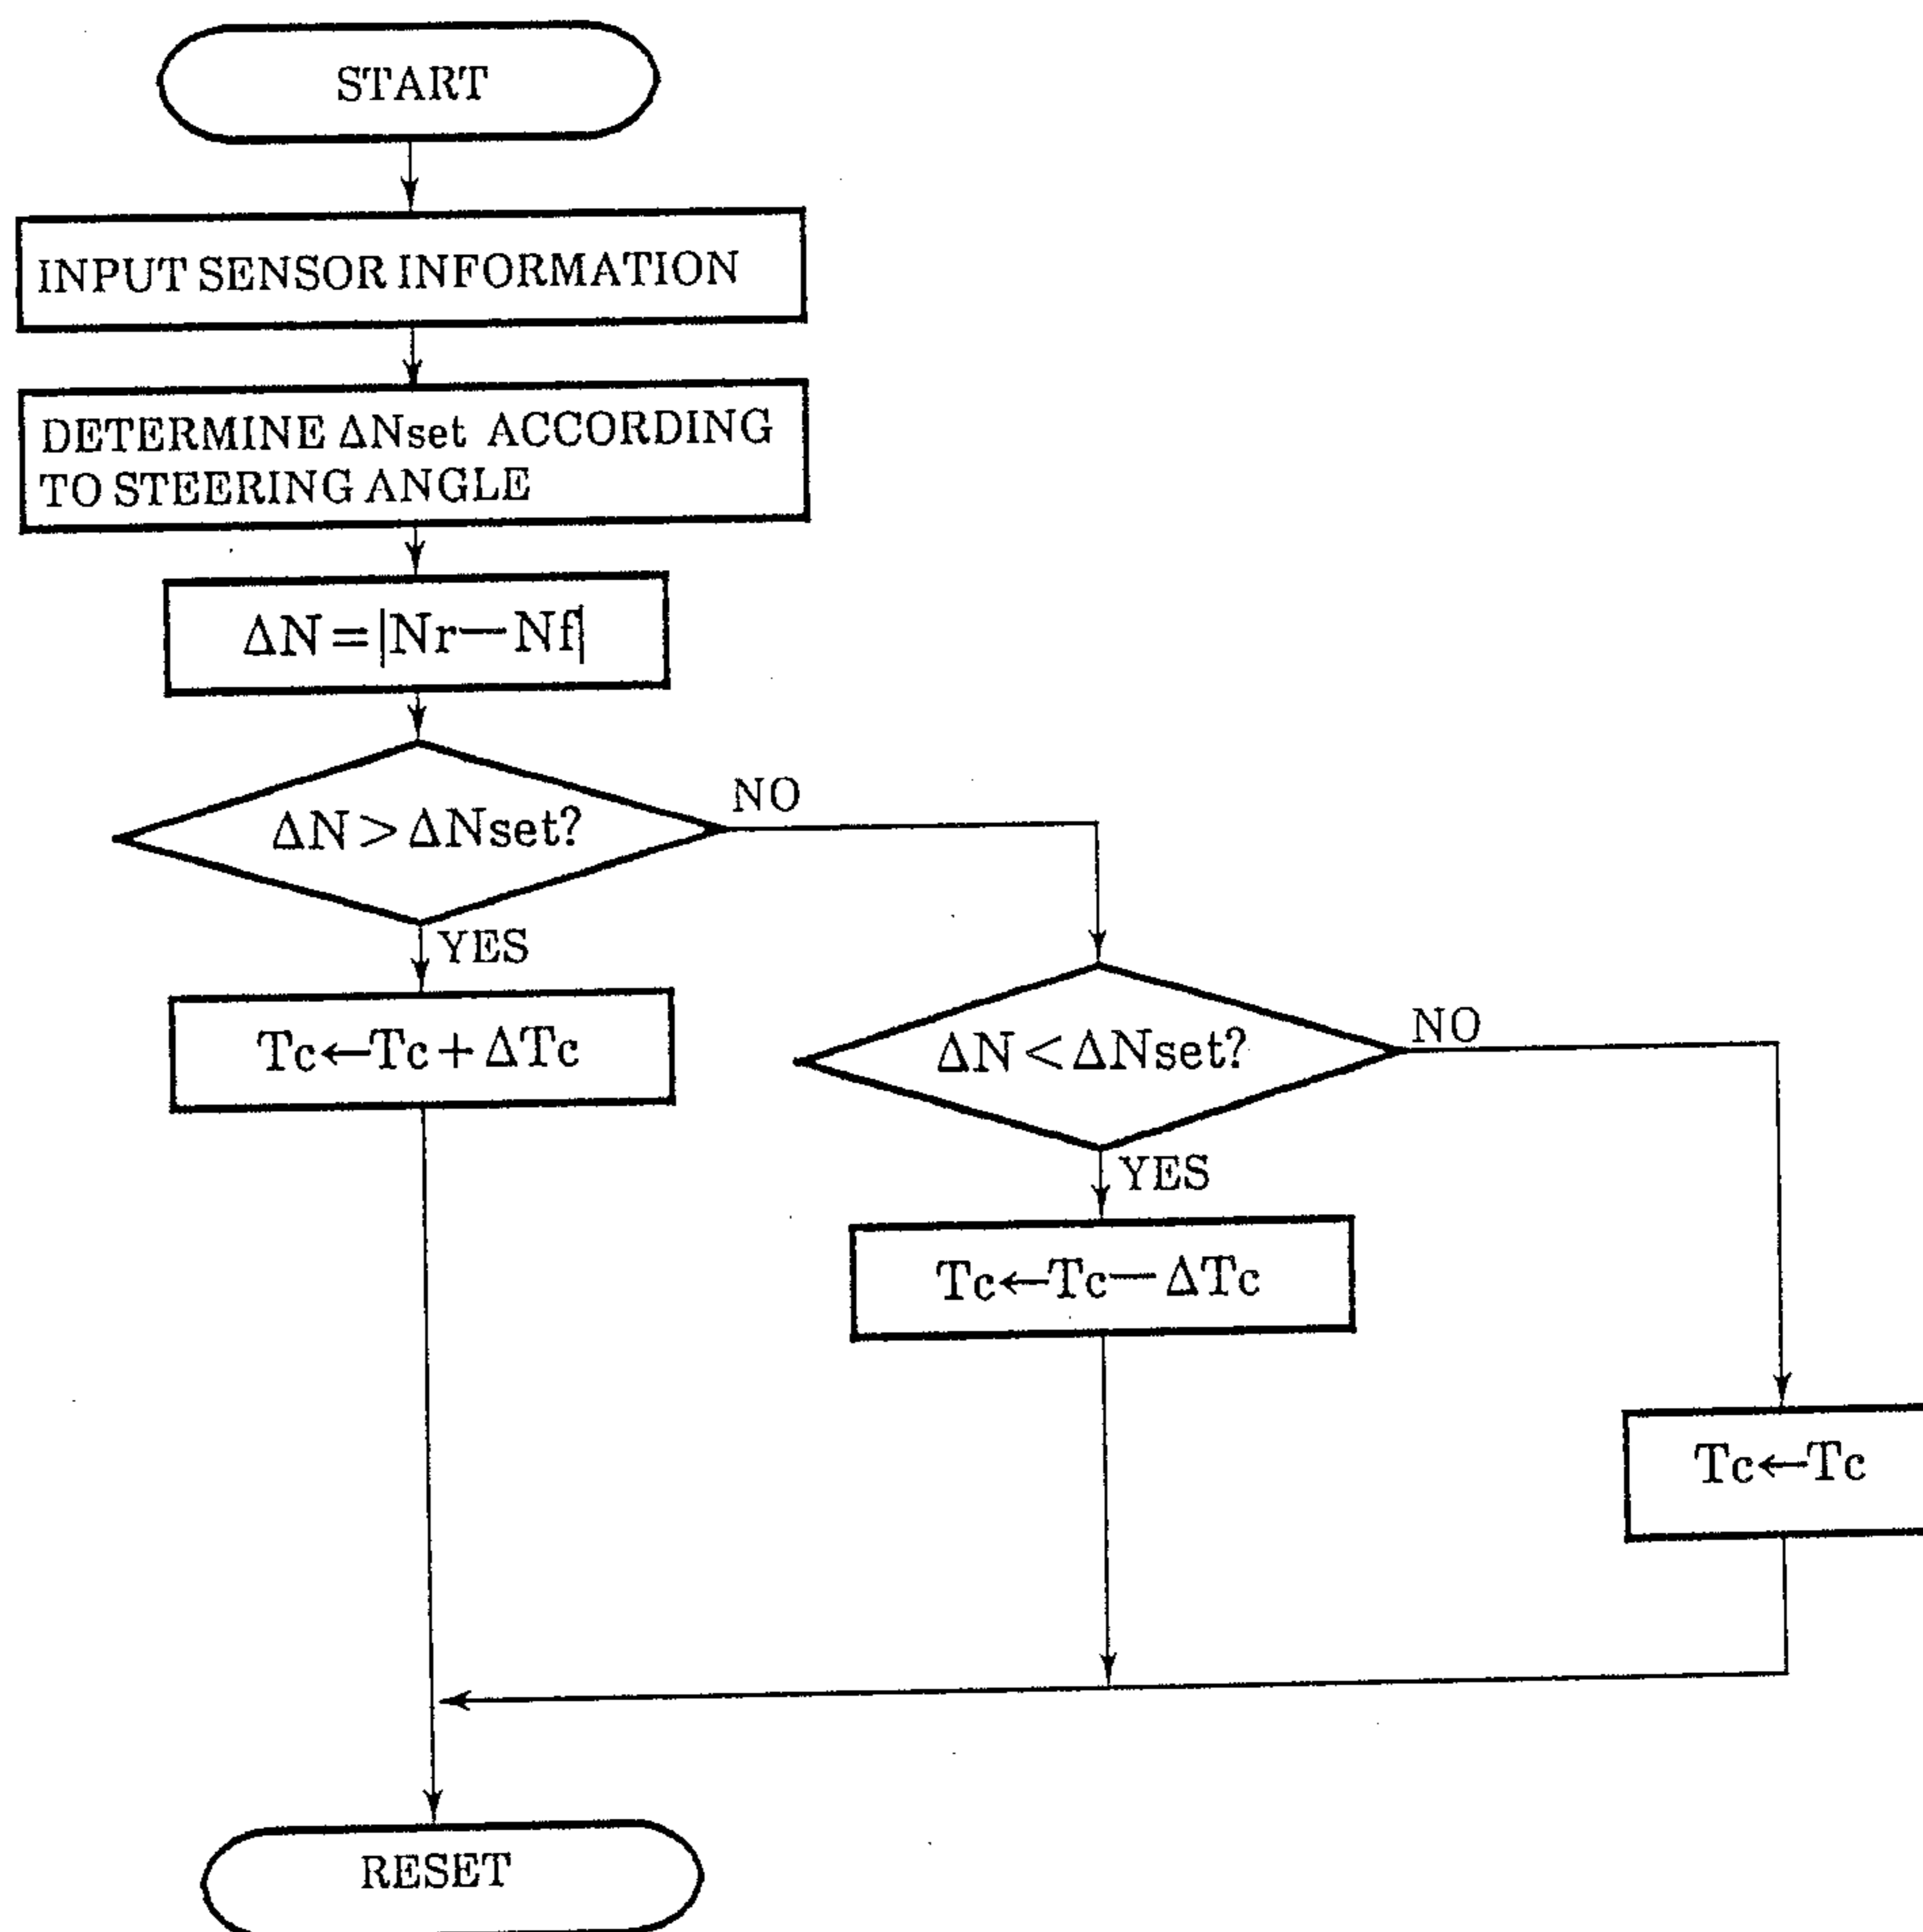 START
INPUT SENSOR INFORMATION
DETERMINE ΔNset ACCORDING
TO STEERING ANGLE
ΔN=|Nr—Nf|
ΔN>ΔNset?
NO
YES
Tc←Tc+ΔTc
ΔN<ΔNset?
NO
YES
Tc←Tc—ΔTc
Tc←Tc
RESET